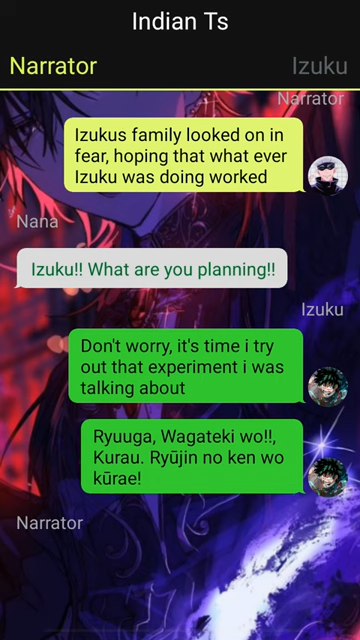 Indian Ts
Narrator
Izuku
Narrator
Izukus family looked on in
fear, hoping that what ever
Izuku was doing worked
Nana
Izuku!! What are you planning!!
Izuku
Don't worry, it's time i try
out that experiment i was
talking about
Ryuuga, Wagateki wo!!,
Kurau. Ryūjin no ken wo
kūrae!
Narrator